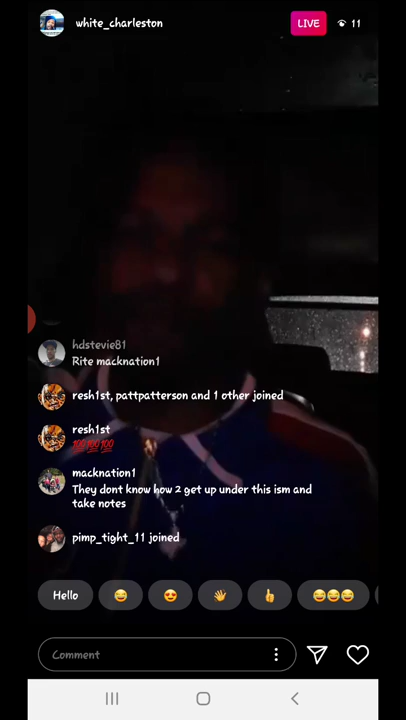 white_charleston
LIVE
11
hdstevie81
Rite macknation1
resh1st, pattpatterson and 1 other joined
resh1st
💯💯💯
macknation1
They dont know how 2 get up under this ism and
take notes
pimp_tight_11 joined
Hello
Comment